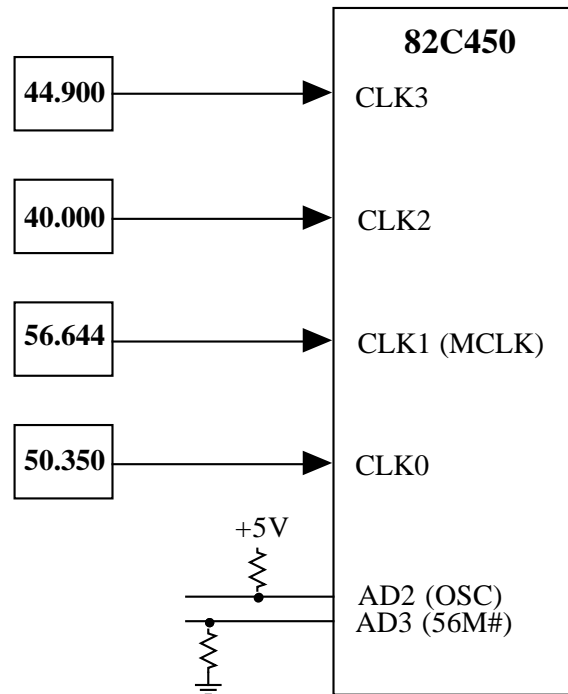 82C450
44.900
CLK3
40.000
CLK2
56.644
CLK1 (MCLK)
50.350
CLK0
+5V
AD2 (OSC)
AD3 (56M#)